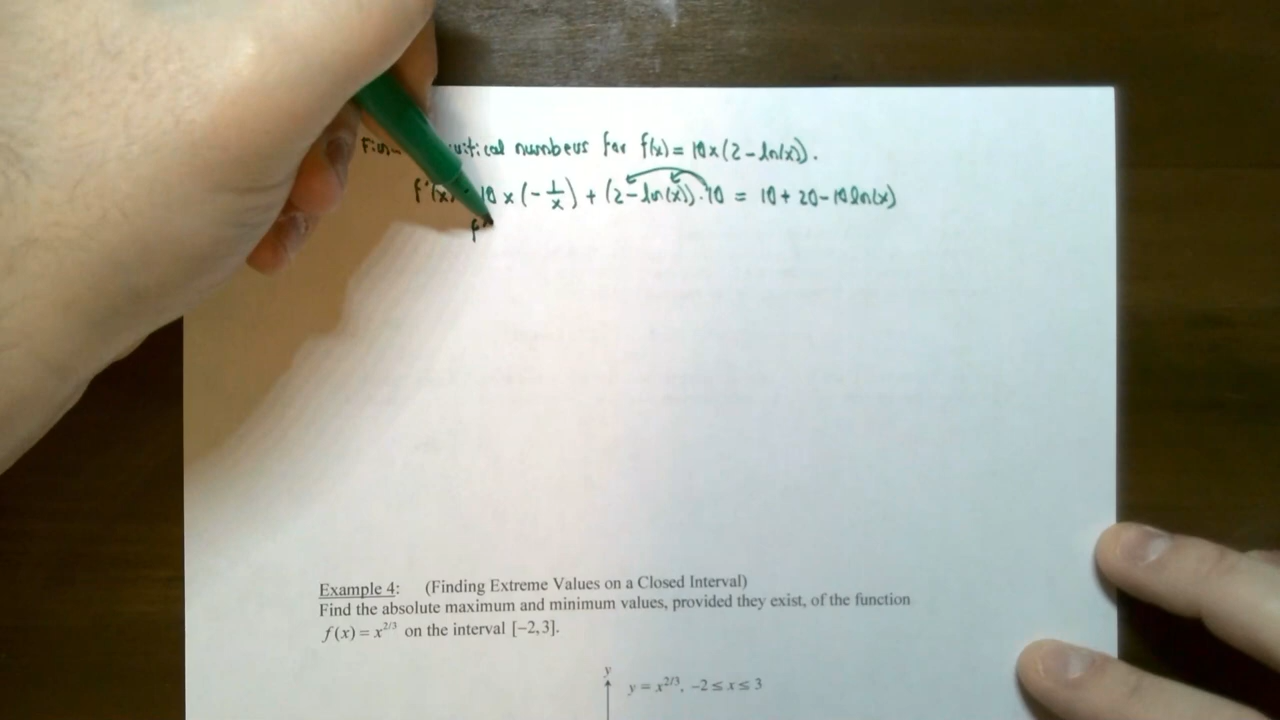 critical numbers for f(x) = 10x(2-ln(x)).
f'(x) = 10x(-1/x) + (2-ln(x))·10 = 10 + 20 - 10ln(x)
f
Example 4: (Finding Extreme Values on a Closed Interval)
Find the absolute maximum and minimum values, provided they exist, of the function
f(x) = x^{2/3} on the interval [−2,3].
y
y = x^{2/3}, −2 ≤ x ≤ 3